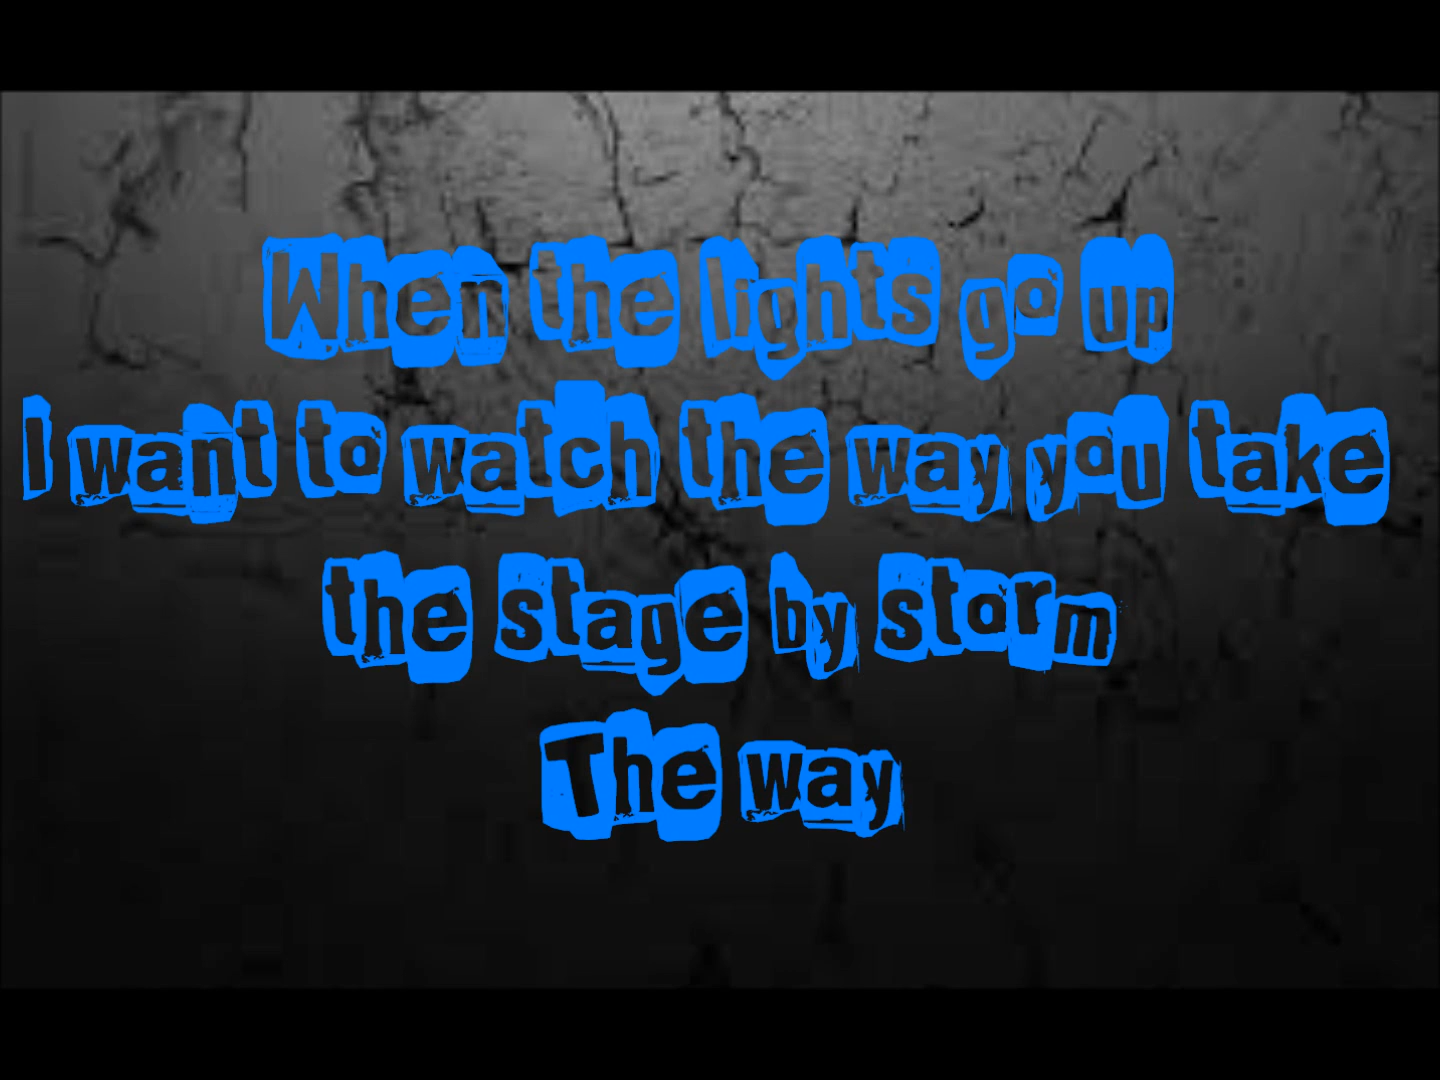 When the lights go up
I want to watch the way you take
the stage by storm
The way